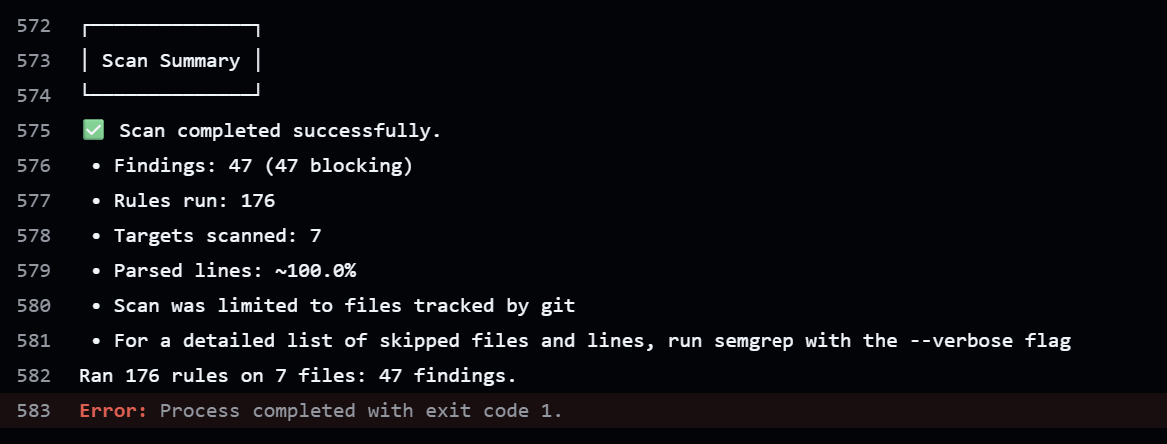 572
573 Scan Summary
574
575 ✅ Scan completed successfully.
576 • Findings: 47 (47 blocking)
577 • Rules run: 176
578 • Targets scanned: 7
579 • Parsed lines: ~100.0%
580 • Scan was limited to files tracked by git
581 • For a detailed list of skipped files and lines, run semgrep with the --verbose flag
582 Ran 176 rules on 7 files: 47 findings.
583 Error: Process completed with exit code 1.